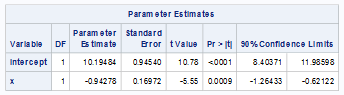 Parameter Estimates
Variable DF Parameter Estimate Standard Error t Value Pr > |t| 90% Confidence Limits
Intercept 1 10.19484 0.94540 10.78 <.0001 8.40371 11.98598
x 1 -0.94278 0.16972 -5.55 0.0009 -1.26433 -0.62122